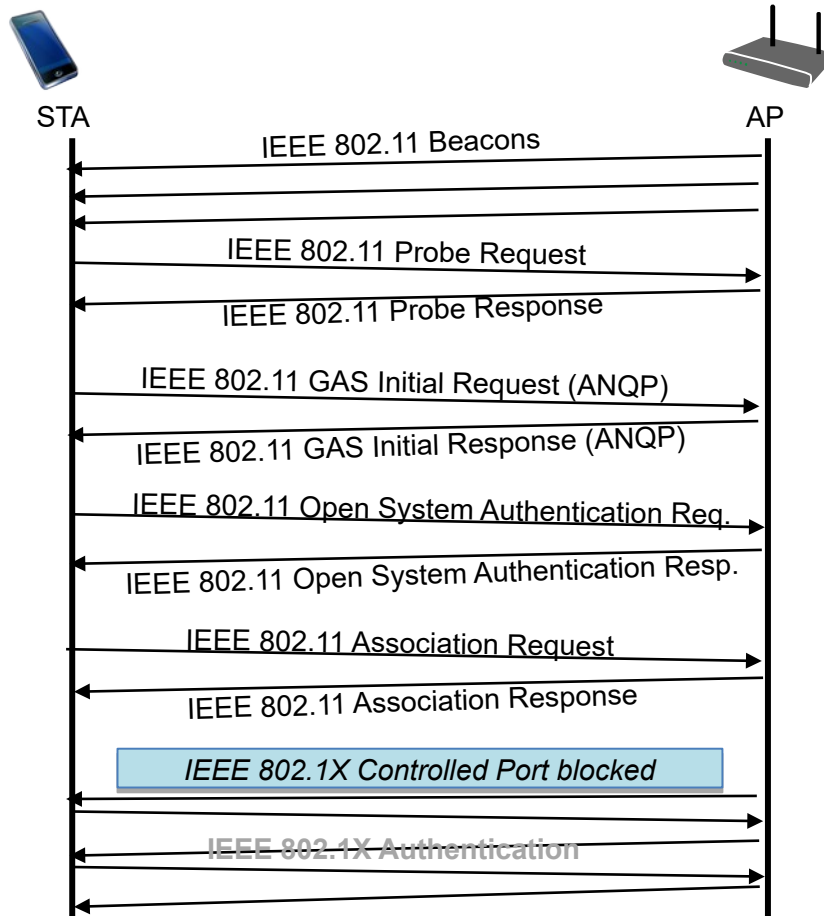 STA
AP
IEEE 802.11 Beacons
IEEE 802.11 Probe Request
IEEE 802.11 Probe Response
IEEE 802.11 GAS Initial Request (ANQP)
IEEE 802.11 GAS Initial Response (ANQP)
IEEE 802.11 Open System Authentication Req.
IEEE 802.11 Open System Authentication Resp.
IEEE 802.11 Association Request
IEEE 802.11 Association Response
IEEE 802.1X Controlled Port blocked
IEEE 802.1X Authentication